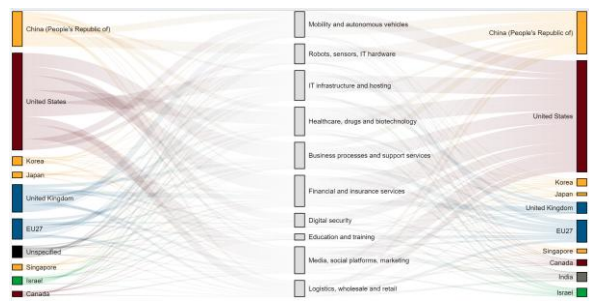 China (People's Republic of)
United States
Korea
Japan
United Kingdom
EU27
Unspecified
Singapore
Israel
Canada
Mobility and autonomous vehicles
Robots, sensors, IT hardware
IT infrastructure and hosting
Healthcare, drugs and biotechnology
Business processes and support services
Financial and insurance services
Digital security
Education and training
Media, social platforms, marketing
Logistics, wholesale and retail
China (People's Republic of)
United States
Korea
Japan
United Kingdom
EU27
Singapore
Canada
India
Israel